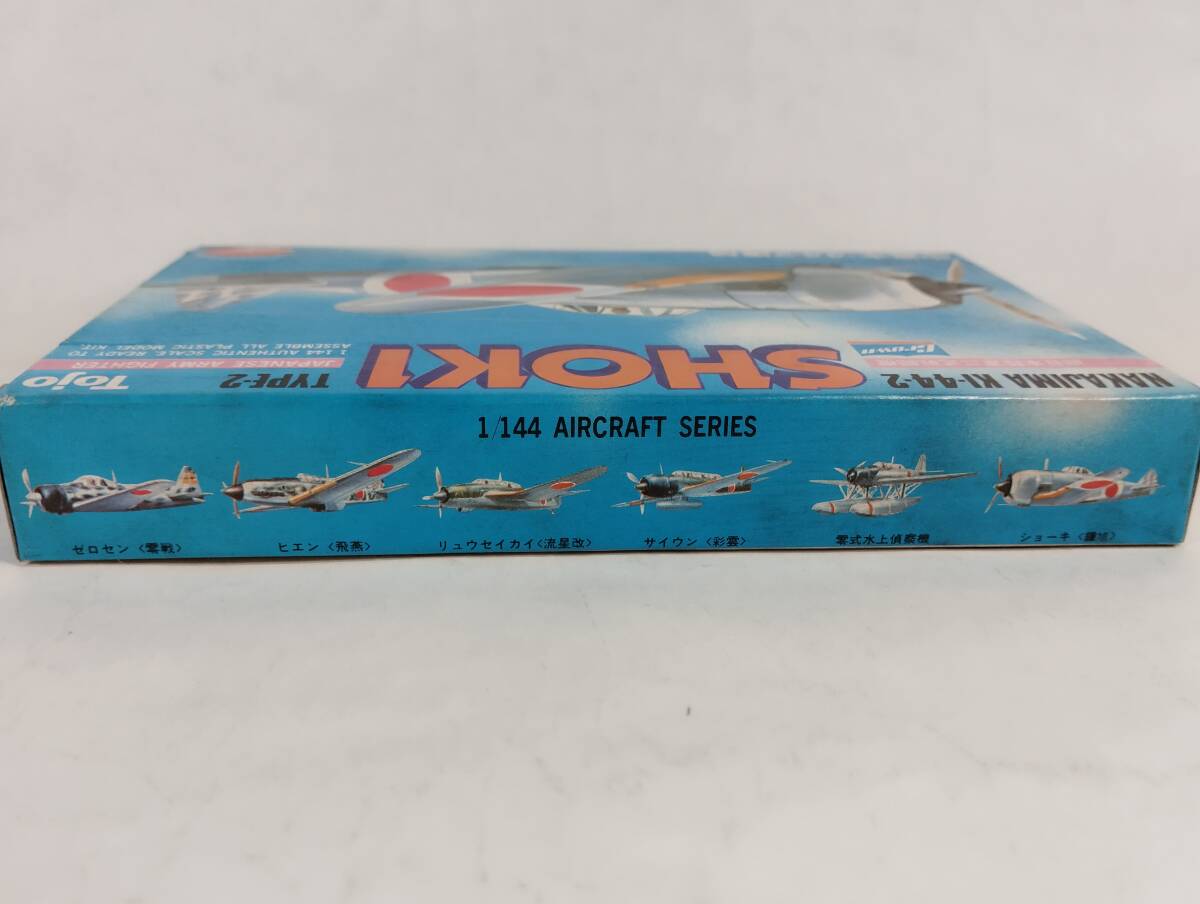 1/144 AIRCRAFT SERIES
ゼロセン〈零戦〉
ヒエン〈飛燕〉
リュウセイカイ〈流星改〉
サイウン〈彩雲〉
零式水上偵察機
ショーキ〈鍾馗〉
NAKAJIMA KI-44-2 SHOKI TYPE-2 Tojo
Crown
JAPANESE ARMY FIGHTER
1 144 AUTHENTIC SCALE, READY TO
ASSEMBLE ALL PLASTIC MODEL KIT.